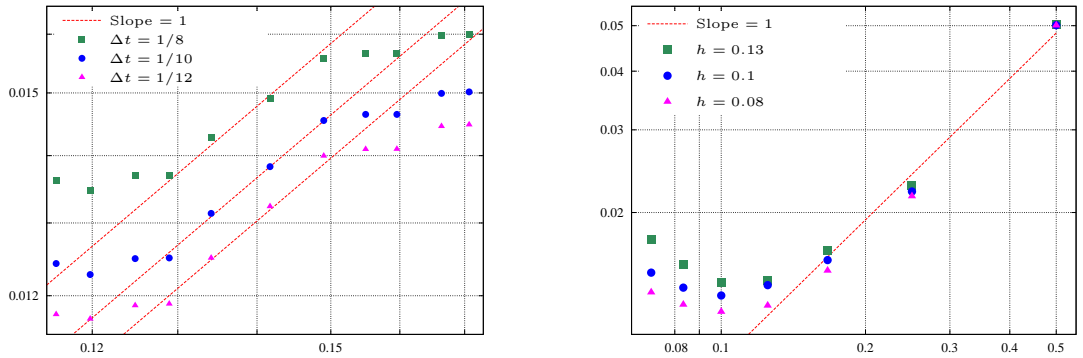 Slope = 1
Δt = 1/8
Δt = 1/10
Δt = 1/12
0.015
0.012
0.12
0.15
Slope = 1
h = 0.13
h = 0.1
h = 0.08
0.05
0.04
0.03
0.02
0.08
0.1
0.2
0.3
0.4
0.5